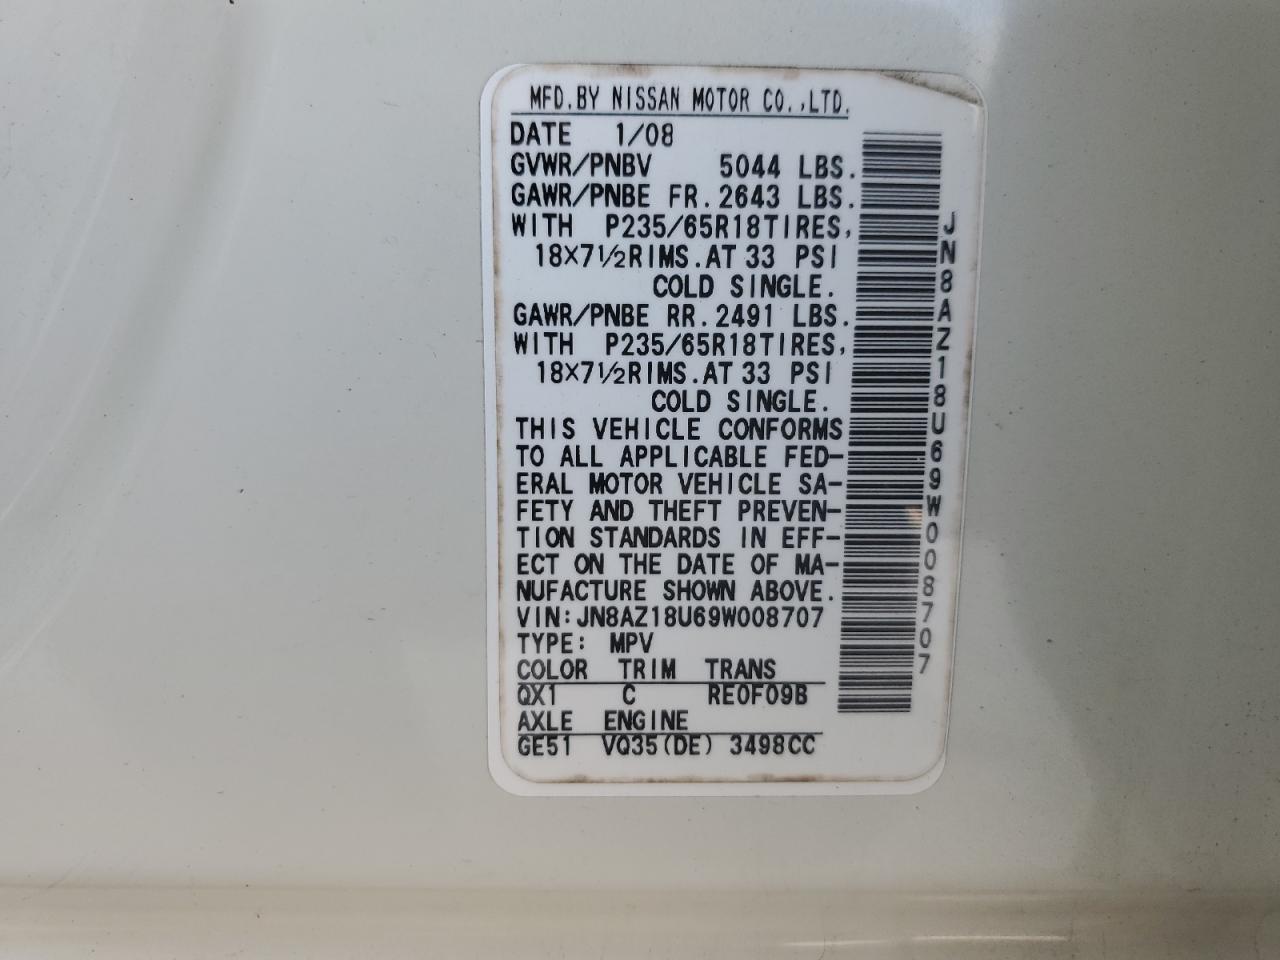 MFD.BY NISSAN MOTOR CO.,LTD.
DATE 1/08
GVWR/PNBV 5044 LBS.
GAWR/PNBE FR.2643 LBS.
WITH P235/65R18TIRES,
18X7½RIMS.AT 33 PSI
COLD SINGLE.
GAWR/PNBE RR.2491 LBS.
WITH P235/65R18TIRES,
18X7½RIMS.AT 33 PSI
COLD SINGLE.
THIS VEHICLE CONFORMS
TO ALL APPLICABLE FED-
ERAL MOTOR VEHICLE SA-
FETY AND THEFT PREVEN-
TION STANDARDS IN EFF-
ECT ON THE DATE OF MA-
NUFACTURE SHOWN ABOVE.
VIN:JN8AZ18U69W008707
TYPE: MPV
COLOR TRIM TRANS
QX1 C RE0F09B
AXLE ENGINE
GE51 VQ35(DE) 3498CC
JN8AZ18U69W008707